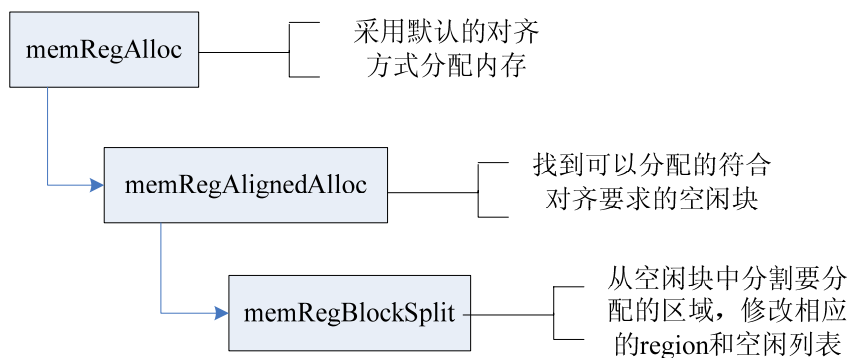 memRegAlloc
采用默认的对齐
方式分配内存
memRegAlignedAlloc
找到可以分配的符合
对齐要求的空闲块
memRegBlockSplit
从空闲块中分割要分
配的区域，修改相应
的region和空闲列表